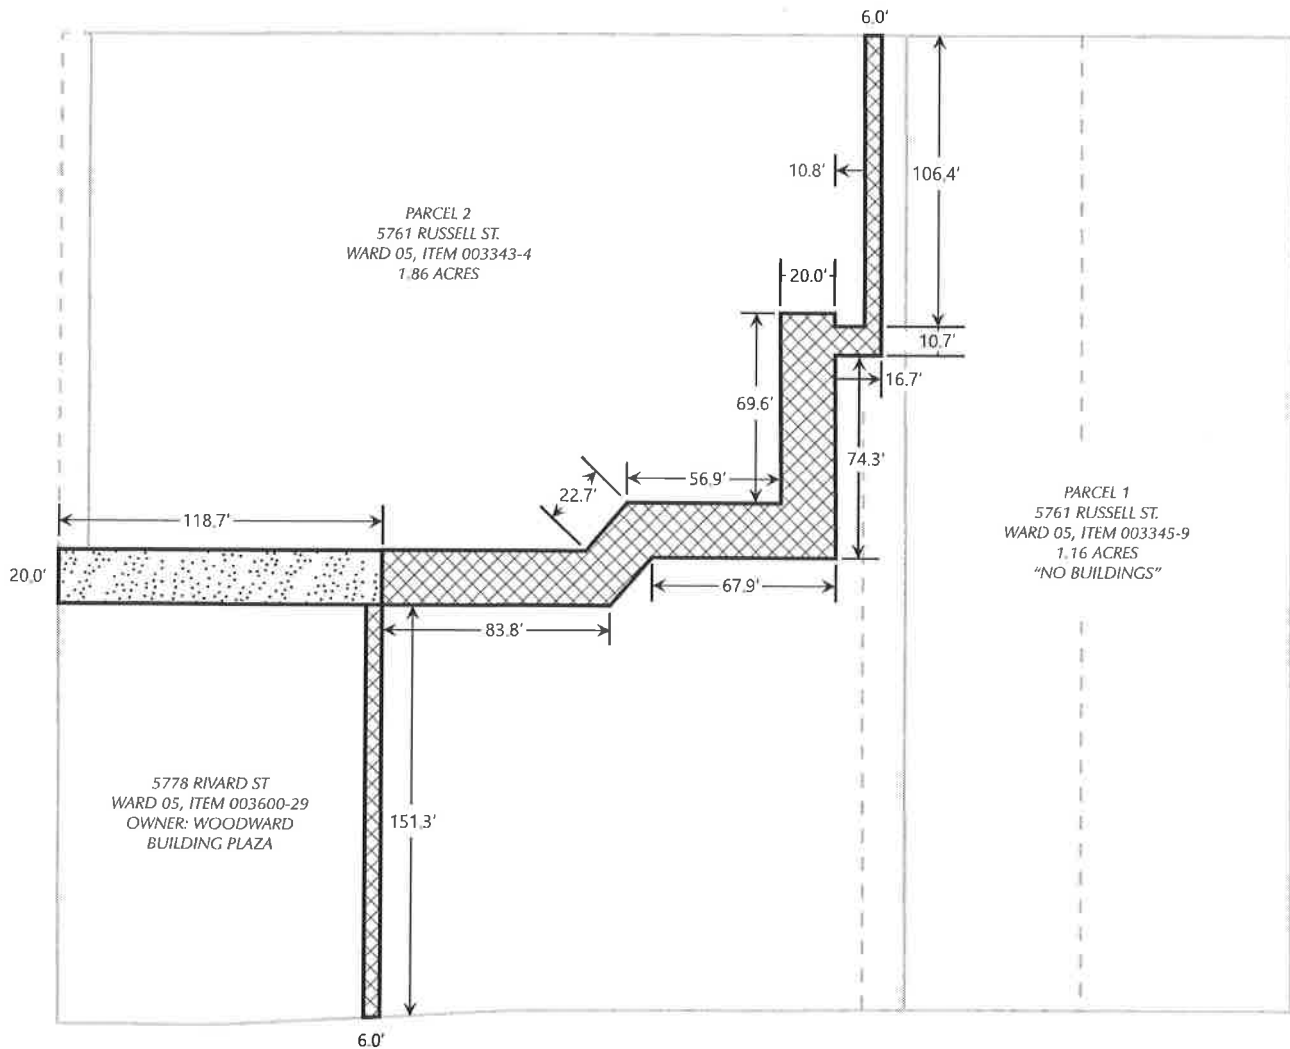 6.0'
10.8'
106.4'
PARCEL 2
5761 RUSSELL ST.
WARD 05, ITEM 003343-4
1.86 ACRES
20.0'
10.7'
16.7'
69.6'
74.3'
56.9'
22.7'
PARCEL 1
5761 RUSSELL ST.
WARD 05, ITEM 003345-9
1.16 ACRES
"NO BUILDINGS"
118.7'
20.0'
67.9'
83.8'
5778 RIVARD ST
WARD 05, ITEM 003600-29
OWNER: WOODWARD
BUILDING PLAZA
151.3'
6.0'